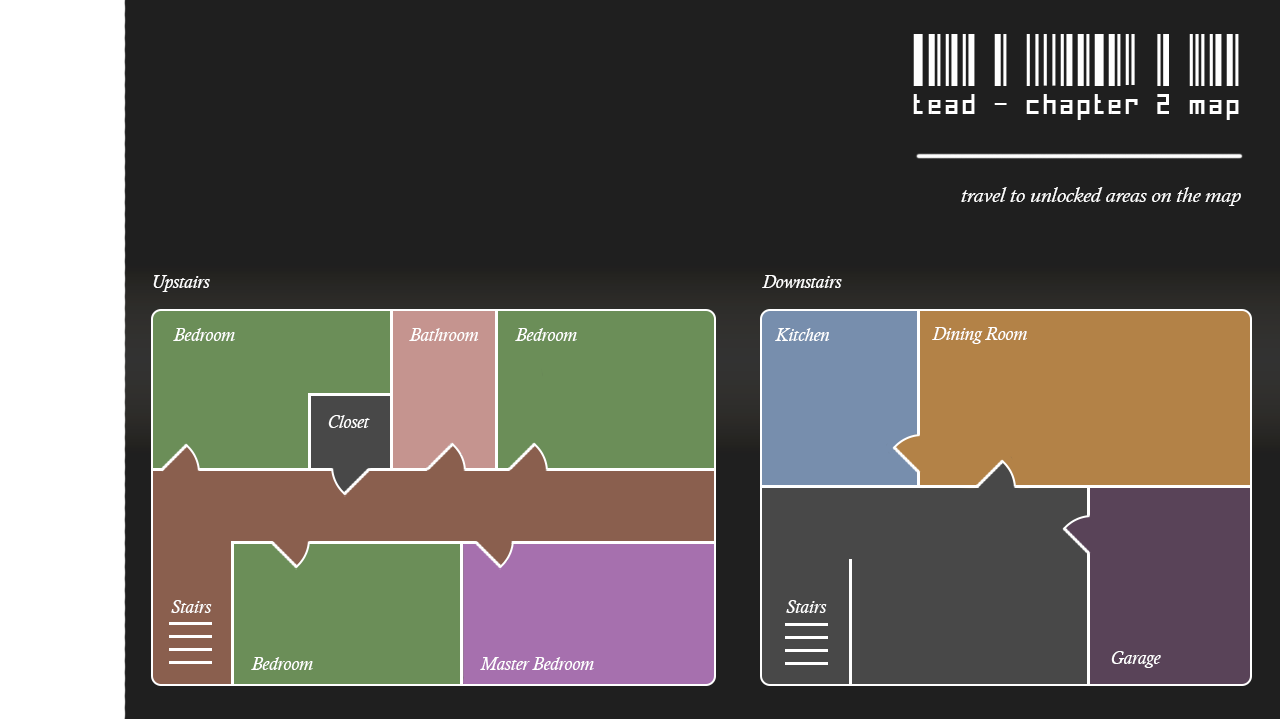 tead - chapter 2 map
travel to unlocked areas on the map
Upstairs
Downstairs
Bedroom
Bathroom
Bedroom
Closet
Stairs
Bedroom
Master Bedroom
Kitchen
Dining Room
Stairs
Garage